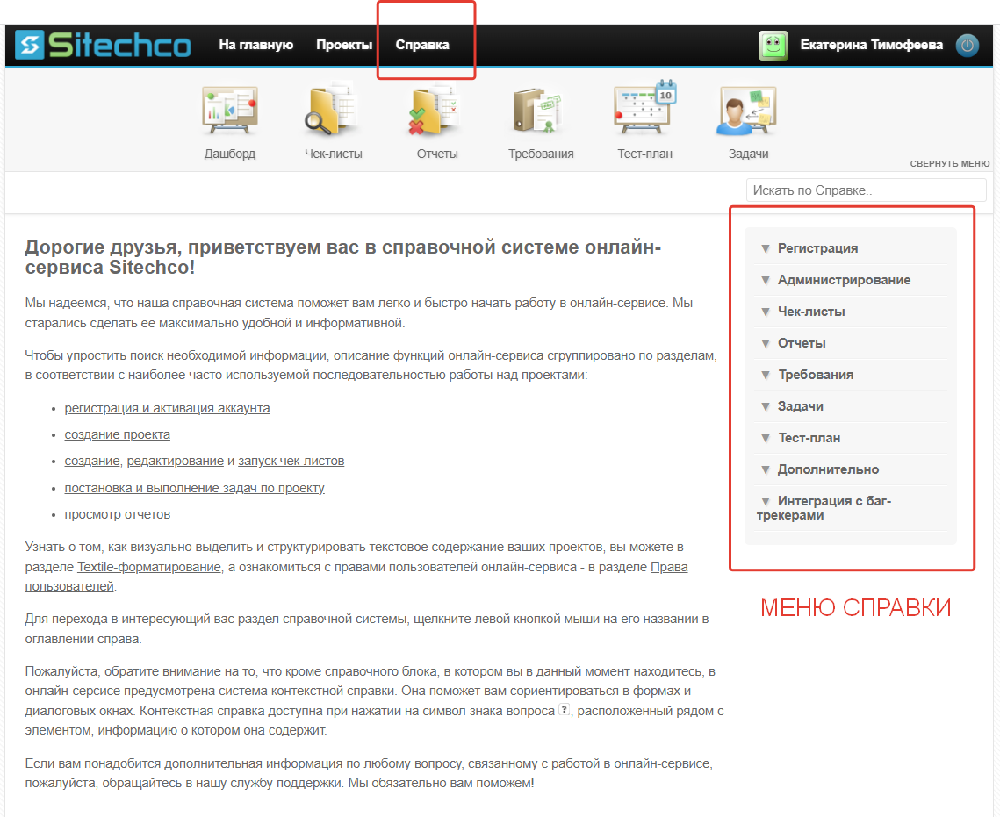 Sitechco На главную Проекты Справка Екатерина Тимофеева
10
Дашборд Чек-листы Отчеты Требования Тест-план Задачи
СВЕРНУТЬ МЕНЮ
Искать по Справке..
Дорогие друзья, приветствуем вас в справочной системе онлайн-
сервиса Sitechco!
Мы надеемся, что наша справочная система поможет вам легко и быстро начать работу в онлайн-сервисе. Мы
старались сделать ее максимально удобной и информативной.
Чтобы упростить поиск необходимой информации, описание функций онлайн-сервиса сгруппировано по разделам,
в соответствии с наиболее часто используемой последовательностью работы над проектами:
• регистрация и активация аккаунта
• создание проекта
• создание, редактирование и запуск чек-листов
• постановка и выполнение задач по проекту
• просмотр отчетов
Узнать о том, как визуально выделить и структурировать текстовое содержание ваших проектов, вы можете в
разделе Textile-форматирование, а ознакомиться с правами пользователей онлайн-сервиса - в разделе Права
пользователей.
Для перехода в интересующий вас раздел справочной системы, щелкните левой кнопкой мыши на его названии в
оглавлении справа.
Пожалуйста, обратите внимание на то, что кроме справочного блока, в котором вы в данный момент находитесь, в
онлайн-серсисе предусмотрена система контекстной справки. Она поможет вам сориентироваться в формах и
диалоговых окнах. Контекстная справка доступна при нажатии на символ знака вопроса ?, расположенный рядом с
элементом, информацию о котором она содержит.
Если вам понадобится дополнительная информация по любому вопросу, связанному с работой в онлайн-сервисе,
пожалуйста, обращайтесь в нашу службу поддержки. Мы обязательно вам поможем!
▼ Регистрация
▼ Администрирование
▼ Чек-листы
▼ Отчеты
▼ Требования
▼ Задачи
▼ Тест-план
▼ Дополнительно
▼ Интеграция с баг-
трекерами
МЕНЮ СПРАВКИ